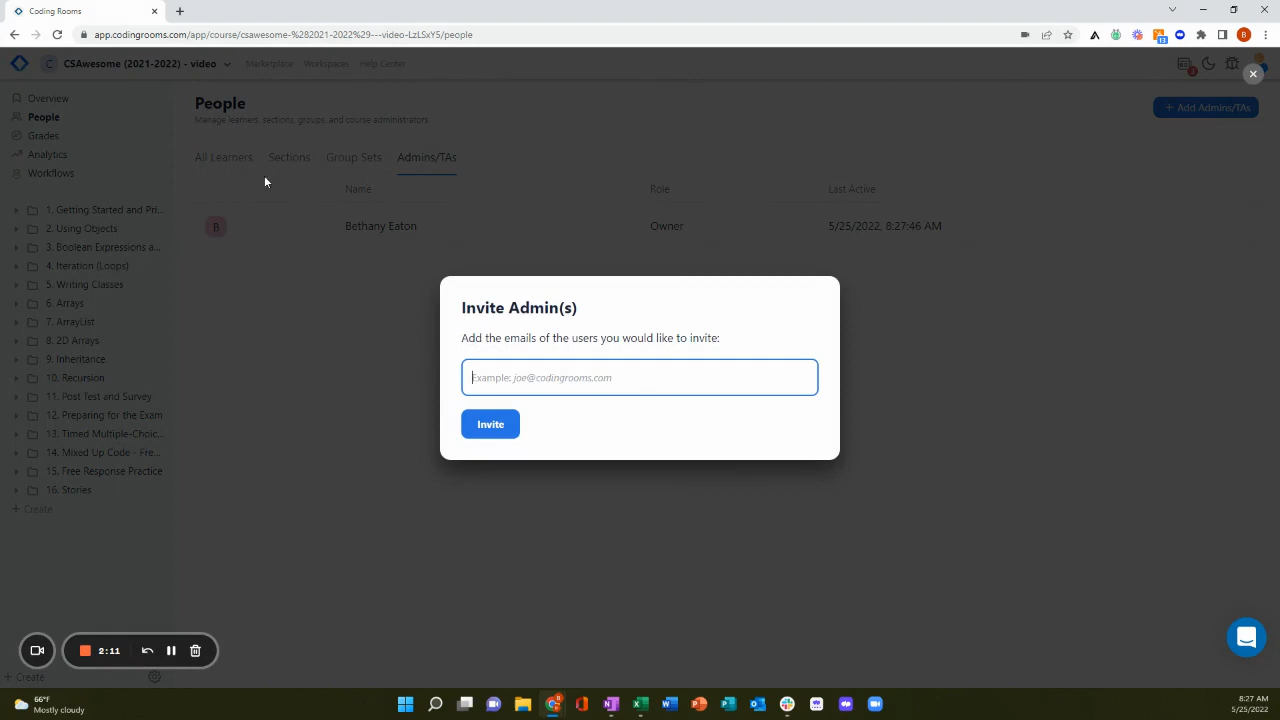 Coding Rooms
app.codingrooms.com/app/course/csawesome-%282021-2022%29---video-LzLSxY5/people
13
B
C CSAwesome (2021-2022) - video
Marketplace Workspaces Help Center
Overview
People
Grades
Analytics
Workflows
1. Getting Started and Pri...
2. Using Objects
3. Boolean Expressions a...
4. Iteration (Loops)
5. Writing Classes
6. Arrays
7. ArrayList
8. 2D Arrays
9. Inheritance
10. Recursion
11. Post Test and Survey
12. Preparing for the Exam
13. Timed Multiple-Choic...
14. Mixed Up Code - Fre...
15. Free Response Practice
16. Stories
+ Create
People
Manage learners, sections, groups, and course administrators
+ Add Admins/TAs
All Learners Sections Group Sets Admins/TAs
Name Role Last Active
B Bethany Eaton Owner 5/25/2022, 8:27:46 AM
Invite Admin(s)
Add the emails of the users you would like to invite:
Example: joe@codingrooms.com
Invite
2:11
+ Create
66°F
Mostly cloudy
8:27 AM
5/25/2022